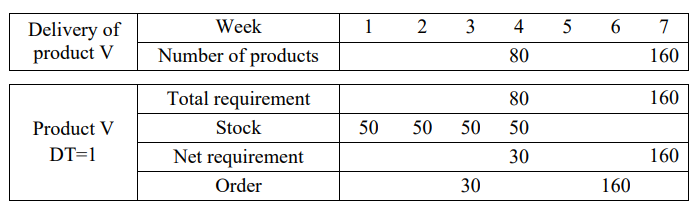 Delivery of product V Week 1 2 3 4 5 6 7
Number of products 80 160
Total requirement 80 160
Product V DT=1 Stock 50 50 50 50
Net requirement 30 160
Order 30 160